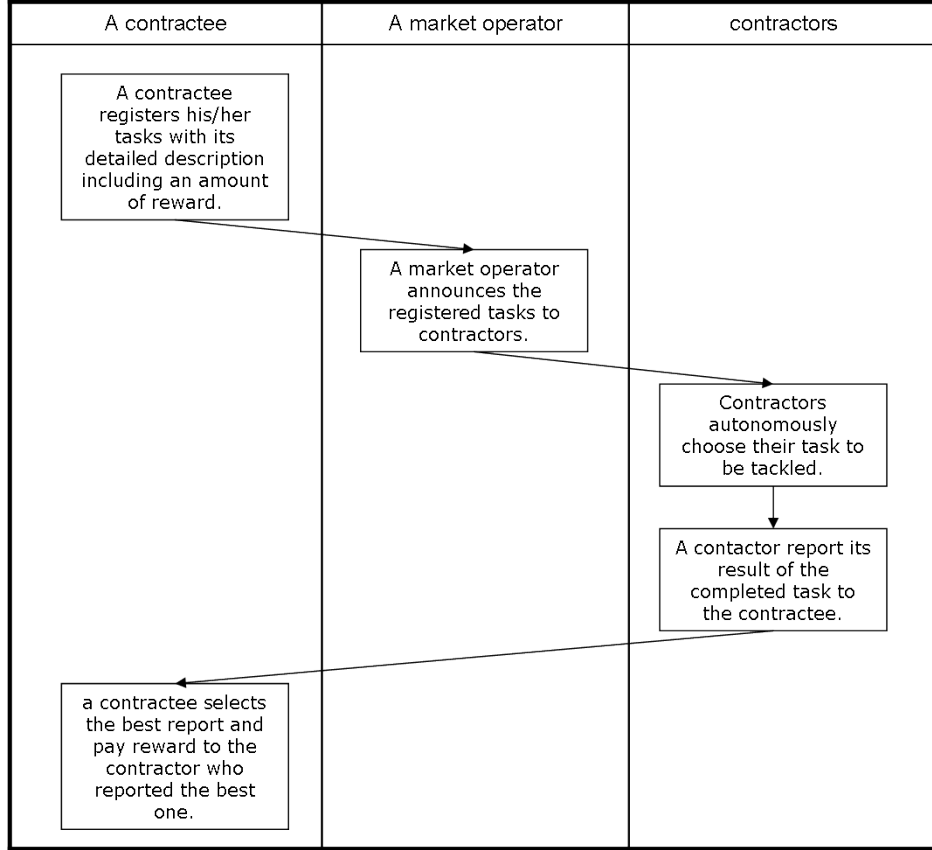 A contractee
A market operator
contractors
A contractee
registers his/her
tasks with its
detailed description
including an amount
of reward.
A market operator
announces the
registered tasks to
contractors.
Contractors
autonomously
choose their task to
be tackled.
A contactor report its
result of the
completed task to
the contractee.
a contractee selects
the best report and
pay reward to the
contractor who
reported the best
one.